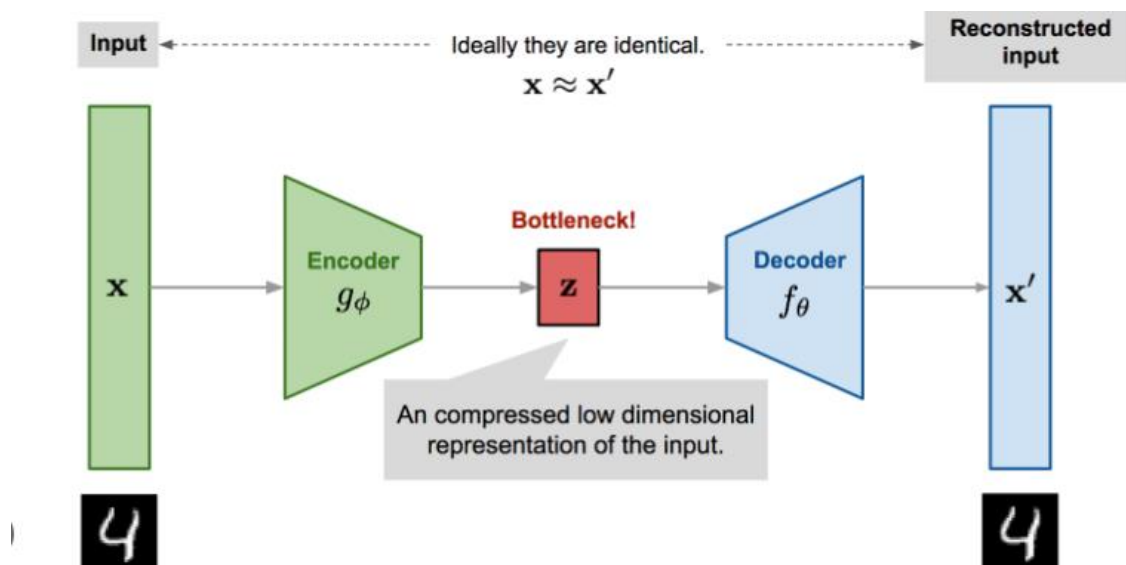 Input
Ideally they are identical.
x ≈ x′
Reconstructed
input
Bottleneck!
x
Encoder
gϕ
z
Decoder
fθ
x′
An compressed low dimensional
representation of the input.
)
4
4